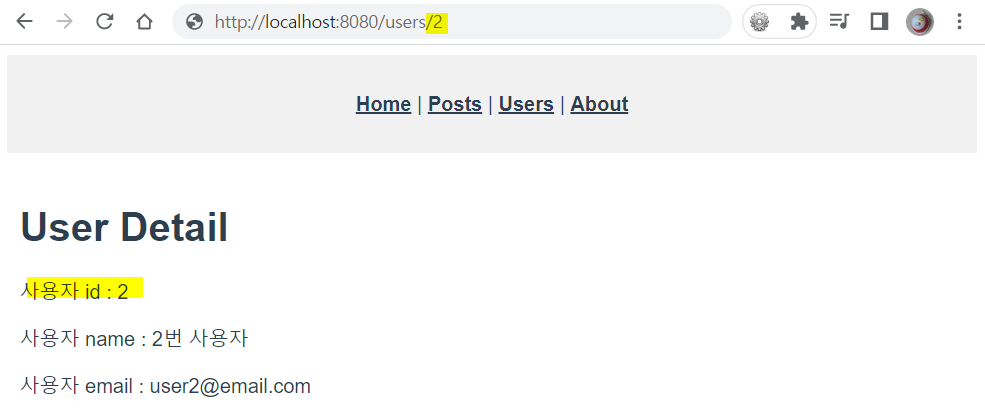 http://localhost:8080/users/2
Home | Posts | Users | About
User Detail
사용자 id : 2
사용자 name : 2번 사용자
사용자 email : user2@email.com